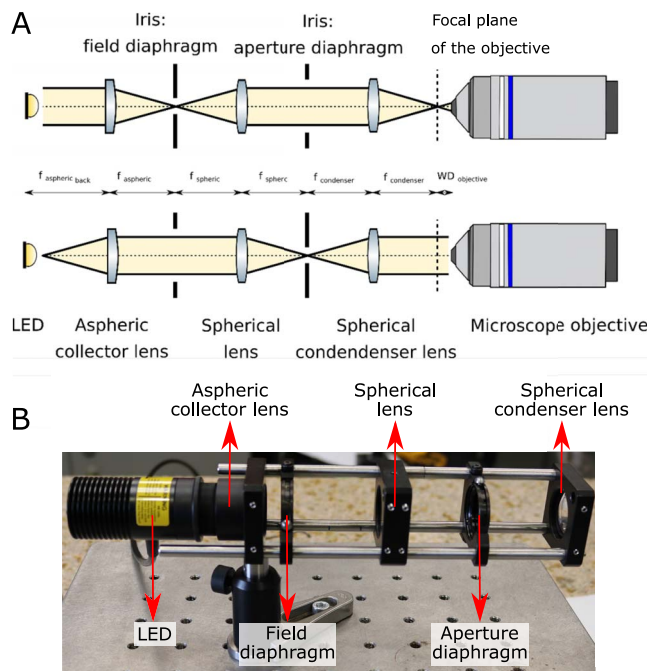 A
Iris:
field diaphragm
Iris:
aperture diaphragm
Focal plane
of the objective
f aspheric back
f aspheric
f spheric
f spherc
f condenser
f condenser
WD objective
LED
Aspheric
collector lens
Spherical
lens
Spherical
condendenser lens
Microscope objective
B
Aspheric
collector lens
Spherical
lens
Spherical
condenser lens
LED
Field
diaphragm
Aperture
diaphragm